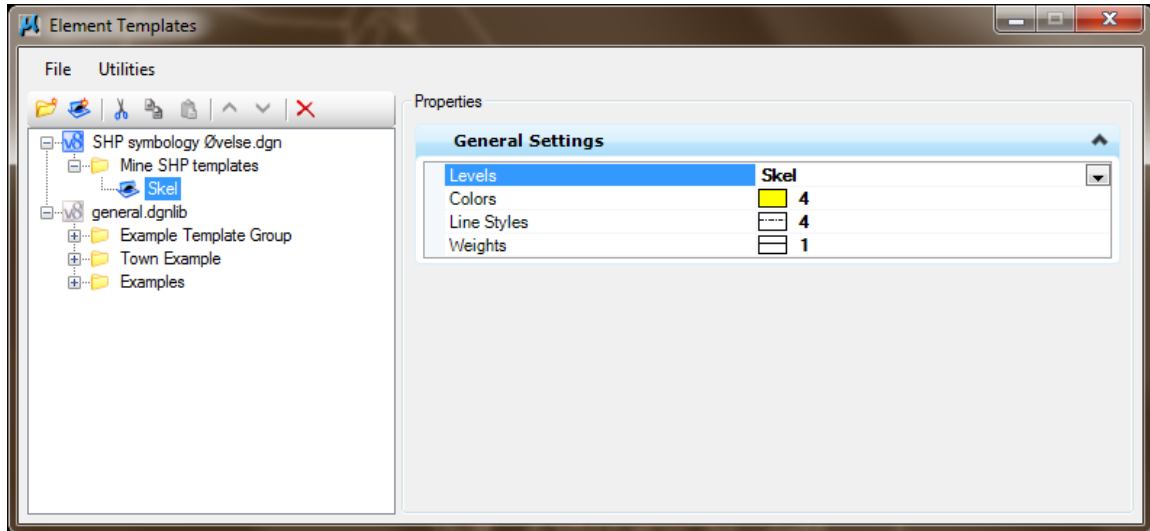 Element Templates
File Utilities
Properties
SHP symbology Øvelse.dgn
Mine SHP templates
Skel
general.dgnlib
Example Template Group
Town Example
Examples
General Settings
Levels Skel
Colors 4
Line Styles 4
Weights 1